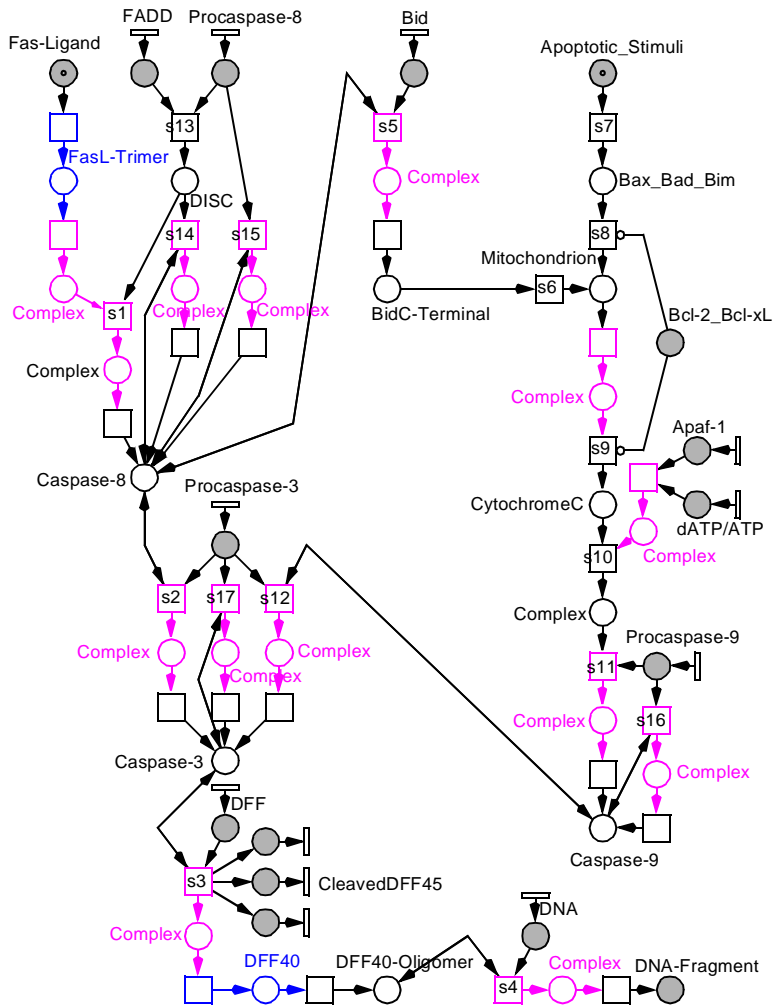 FADD
Procaspase-8
Bid
Fas-Ligand
Apoptotic_Stimuli
s13
s5
s7
FasL-Trimer
Complex
Bax_Bad_Bim
DISC
s14
s15
s8
Mitochondrion
s6
Complex
Complex
Complex
s1
BidC-Terminal
Bcl-2_Bcl-xL
Complex
Complex
Apaf-1
s9
Caspase-8
Procaspase-3
CytochromeC
dATP/ATP
s10
Complex
s2
s17
s12
Complex
Procaspase-9
Complex
Complex
Complex
s11
s16
Complex
Caspase-3
Complex
DFF
Caspase-9
s3
CleavedDFF45
DNA
Complex
DFF40
DFF40-Oligomer
s4
Complex
DNA-Fragment